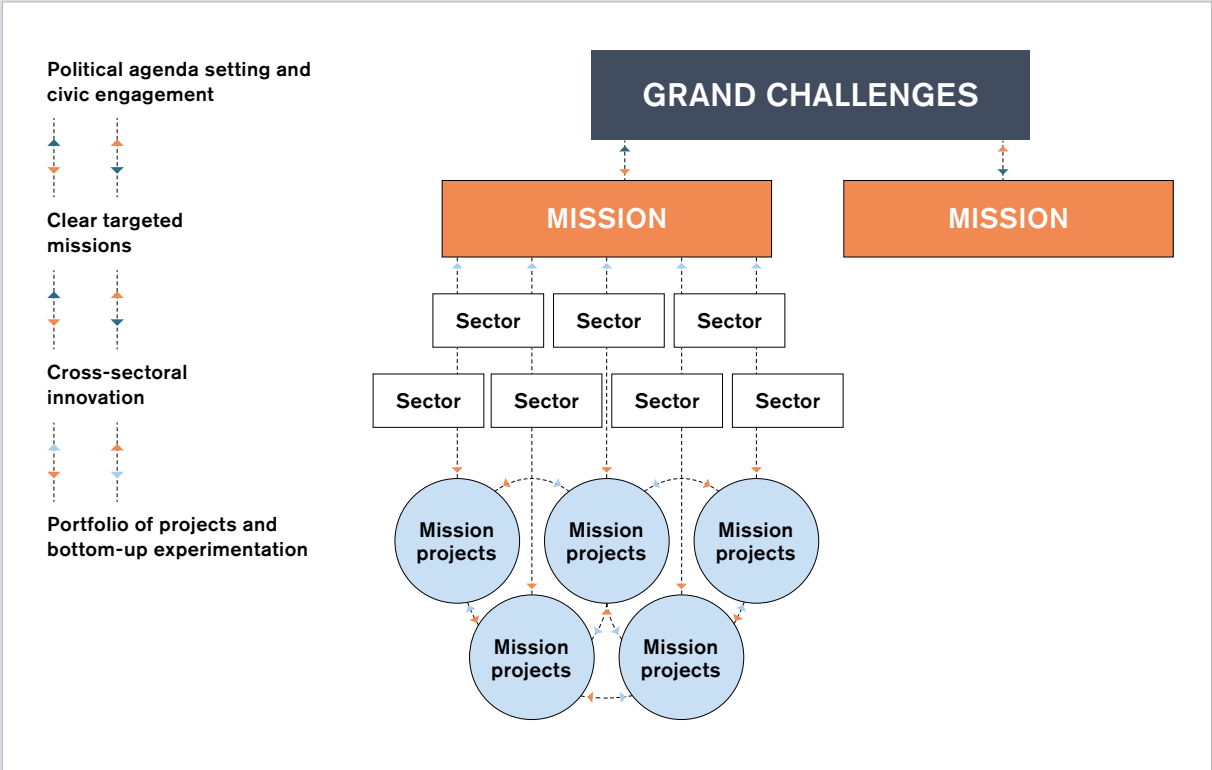 Political agenda setting and
civic engagement
Clear targeted
missions
Cross-sectoral
innovation
Portfolio of projects and
bottom-up experimentation
GRAND CHALLENGES
MISSION
MISSION
Sector
Sector
Sector
Sector
Sector
Sector
Sector
Mission
projects
Mission
projects
Mission
projects
Mission
projects
Mission
projects